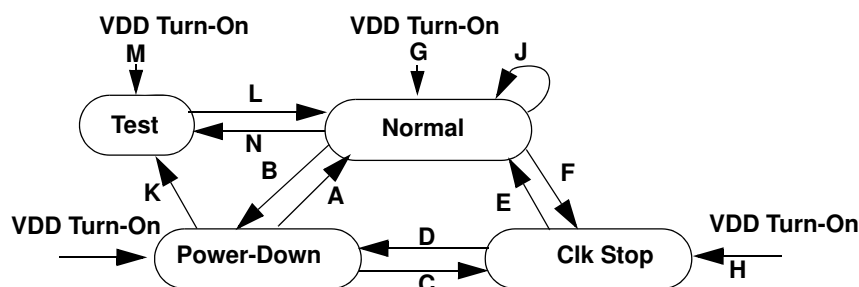 VDD Turn-On
M
VDD Turn-On
G
J
L
Test
Normal
N
B
F
K
A
E
VDD Turn-On
VDD Turn-On
D
Power-Down
Clk Stop
H
C